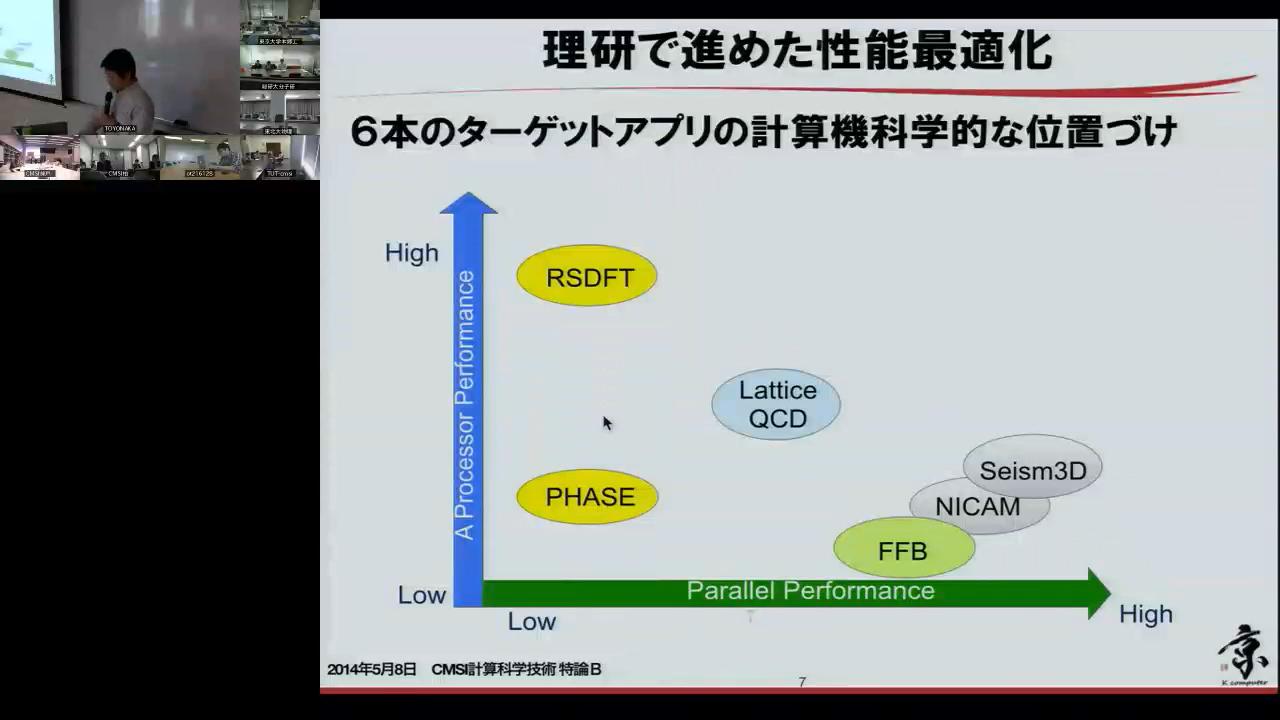 理研で進めた性能最適化
6本のターゲットアプリの計算機科学的な位置づけ
High
A Processor Performance
RSDFT
Lattice
QCD
Seism3D
PHASE
NICAM
FFB
Low
Parallel Performance
Low
High
2014年5月8日 CMSI計算科学技術 特論B
7
京
K computer
TOYONAKA
TUT-cmsi